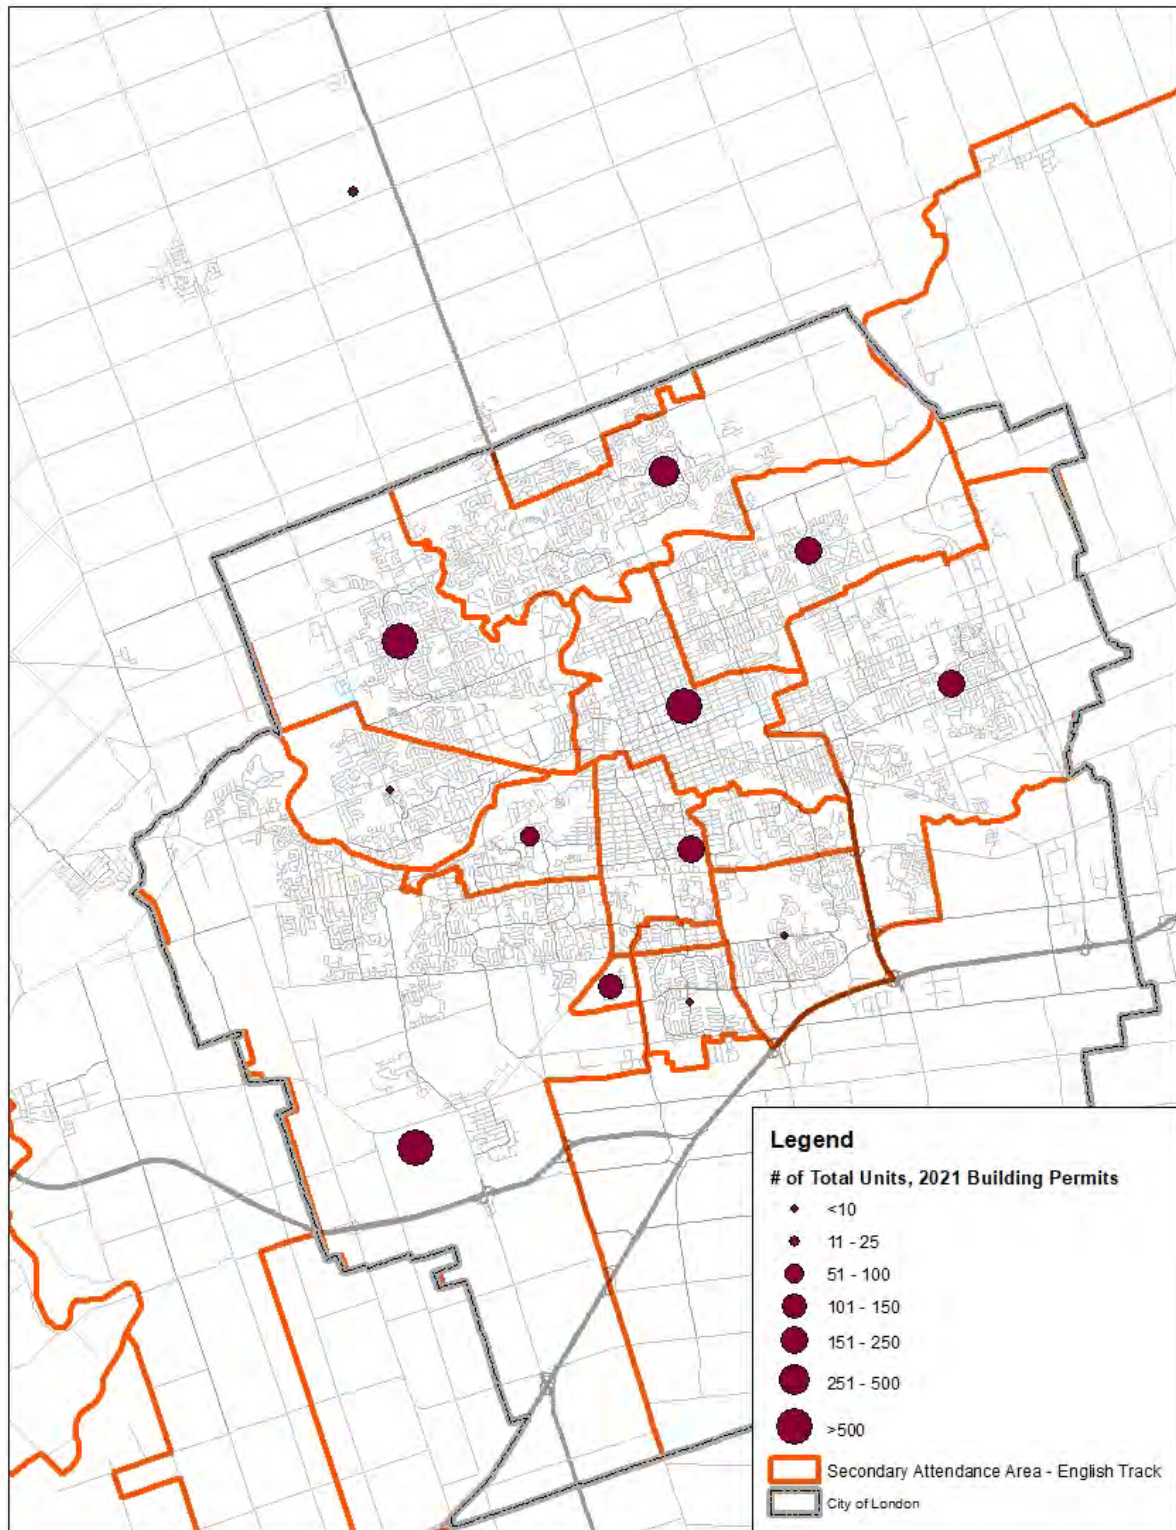 Legend
# of Total Units, 2021 Building Permits
<10
11 - 25
51 - 100
101 - 150
151 - 250
251 - 500
>500
Secondary Attendance Area - English Track
City of London